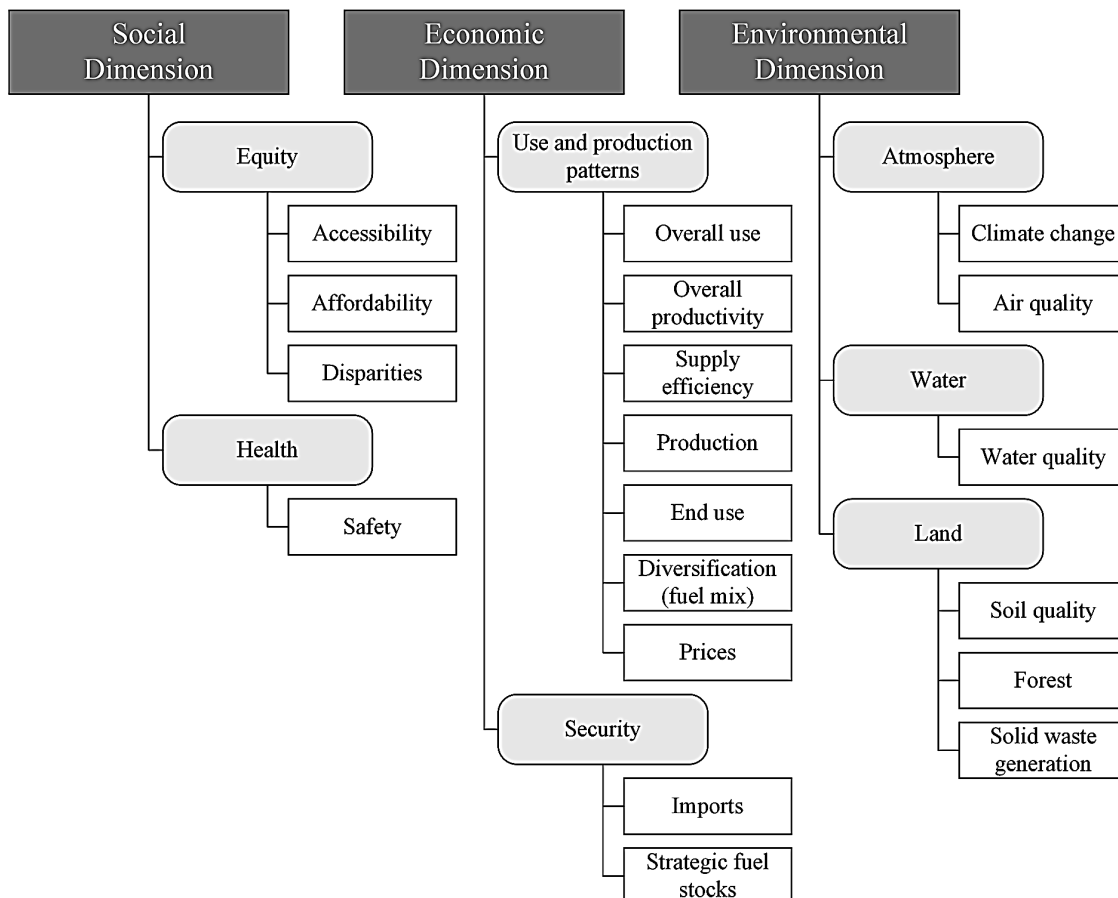 Social
Dimension
Equity
Accessibility
Affordability
Disparities
Health
Safety
Economic
Dimension
Use and production
patterns
Overall use
Overall
productivity
Supply
efficiency
Production
End use
Diversification
(fuel mix)
Prices
Security
Imports
Strategic fuel
stocks
Environmental
Dimension
Atmosphere
Climate change
Air quality
Water
Water quality
Land
Soil quality
Forest
Solid waste
generation